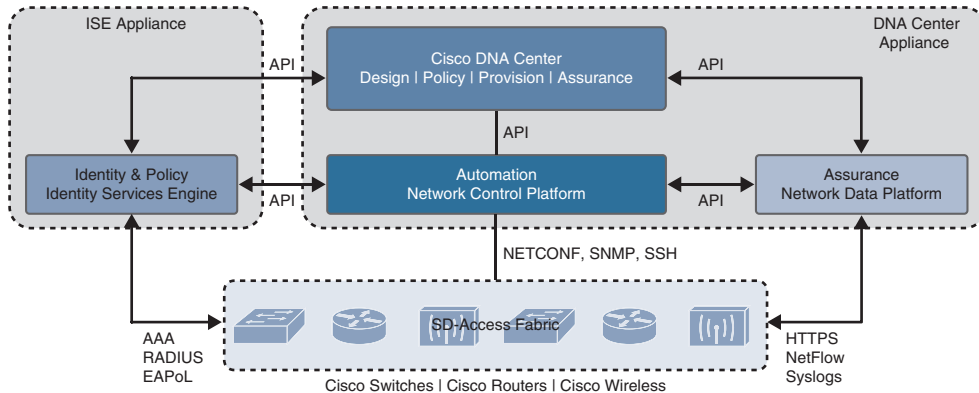 ISE Appliance
DNA Center
Appliance
API
Cisco DNA Center
Design | Policy | Provision | Assurance
API
API
Identity & Policy
Identity Services Engine
API
Automation
Network Control Platform
API
Assurance
Network Data Platform
NETCONF, SNMP, SSH
SD-Access Fabric
AAA
RADIUS
EAPoL
HTTPS
NetFlow
Syslogs
Cisco Switches | Cisco Routers | Cisco Wireless